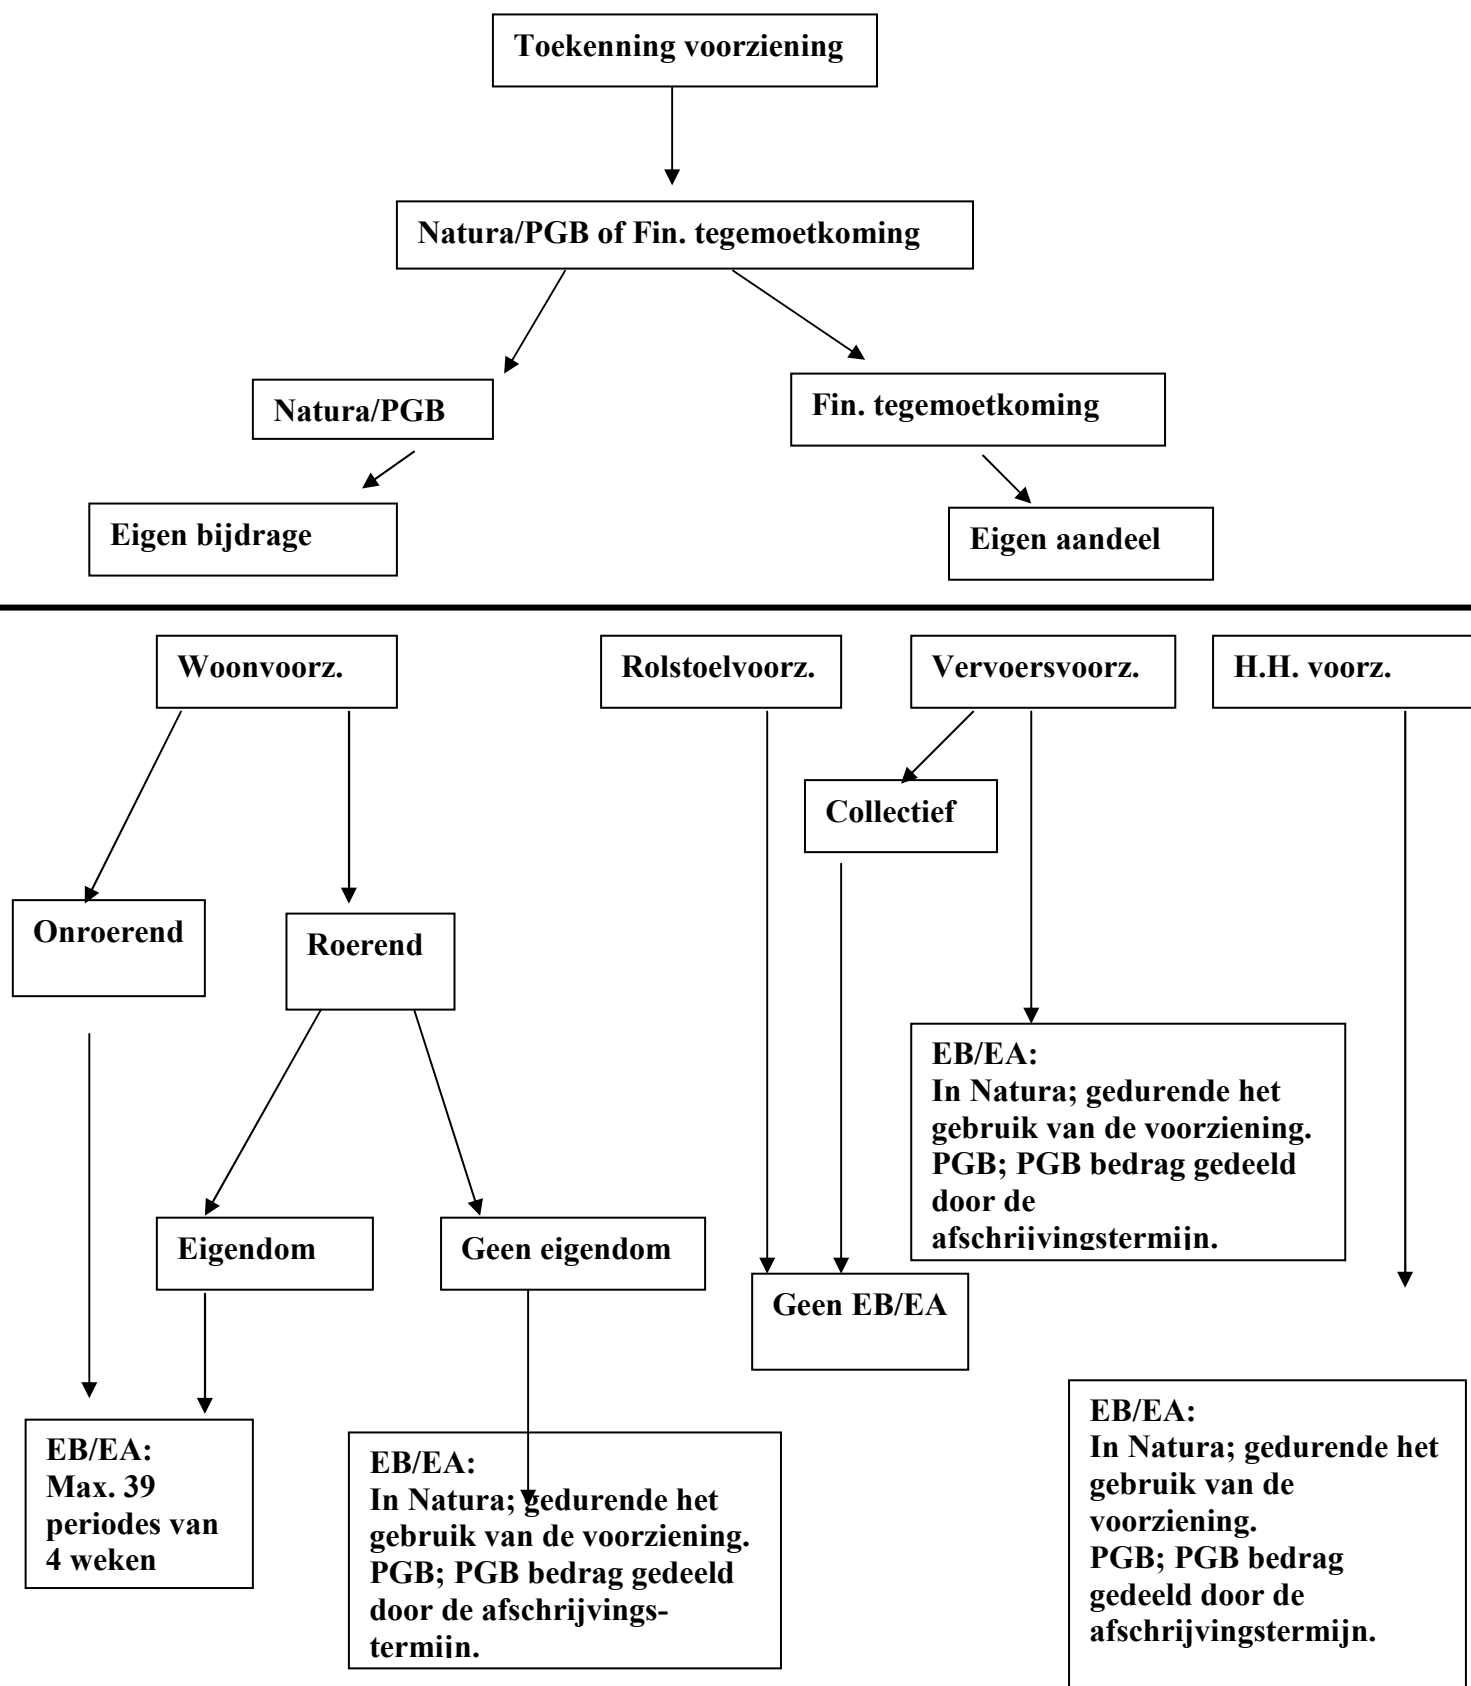 Toekenning voorziening
Natura/PGB of Fin. tegemoetkoming
Natura/PGB
Fin. tegemoetkoming
Eigen bijdrage
Eigen aandeel
Woonvoorz.
Rolstoelvoorz.
Vervoersvoorz.
H.H. voorz.
Collectief
Onroerend
Roerend
EB/EA:
In Natura; gedurende het
gebruik van de voorziening.
PGB; PGB bedrag gedeeld
door de
afschrijvingstermijn.
Eigendom
Geen eigendom
Geen EB/EA
EB/EA:
Max. 39
periodes van
4 weken
EB/EA:
In Natura; gedurende het
gebruik van de voorziening.
PGB; PGB bedrag gedeeld
door de afschrijvings-
termijn.
EB/EA:
In Natura; gedurende het
gebruik van de
voorziening.
PGB; PGB bedrag
gedeeld door de
afschrijvingstermijn.